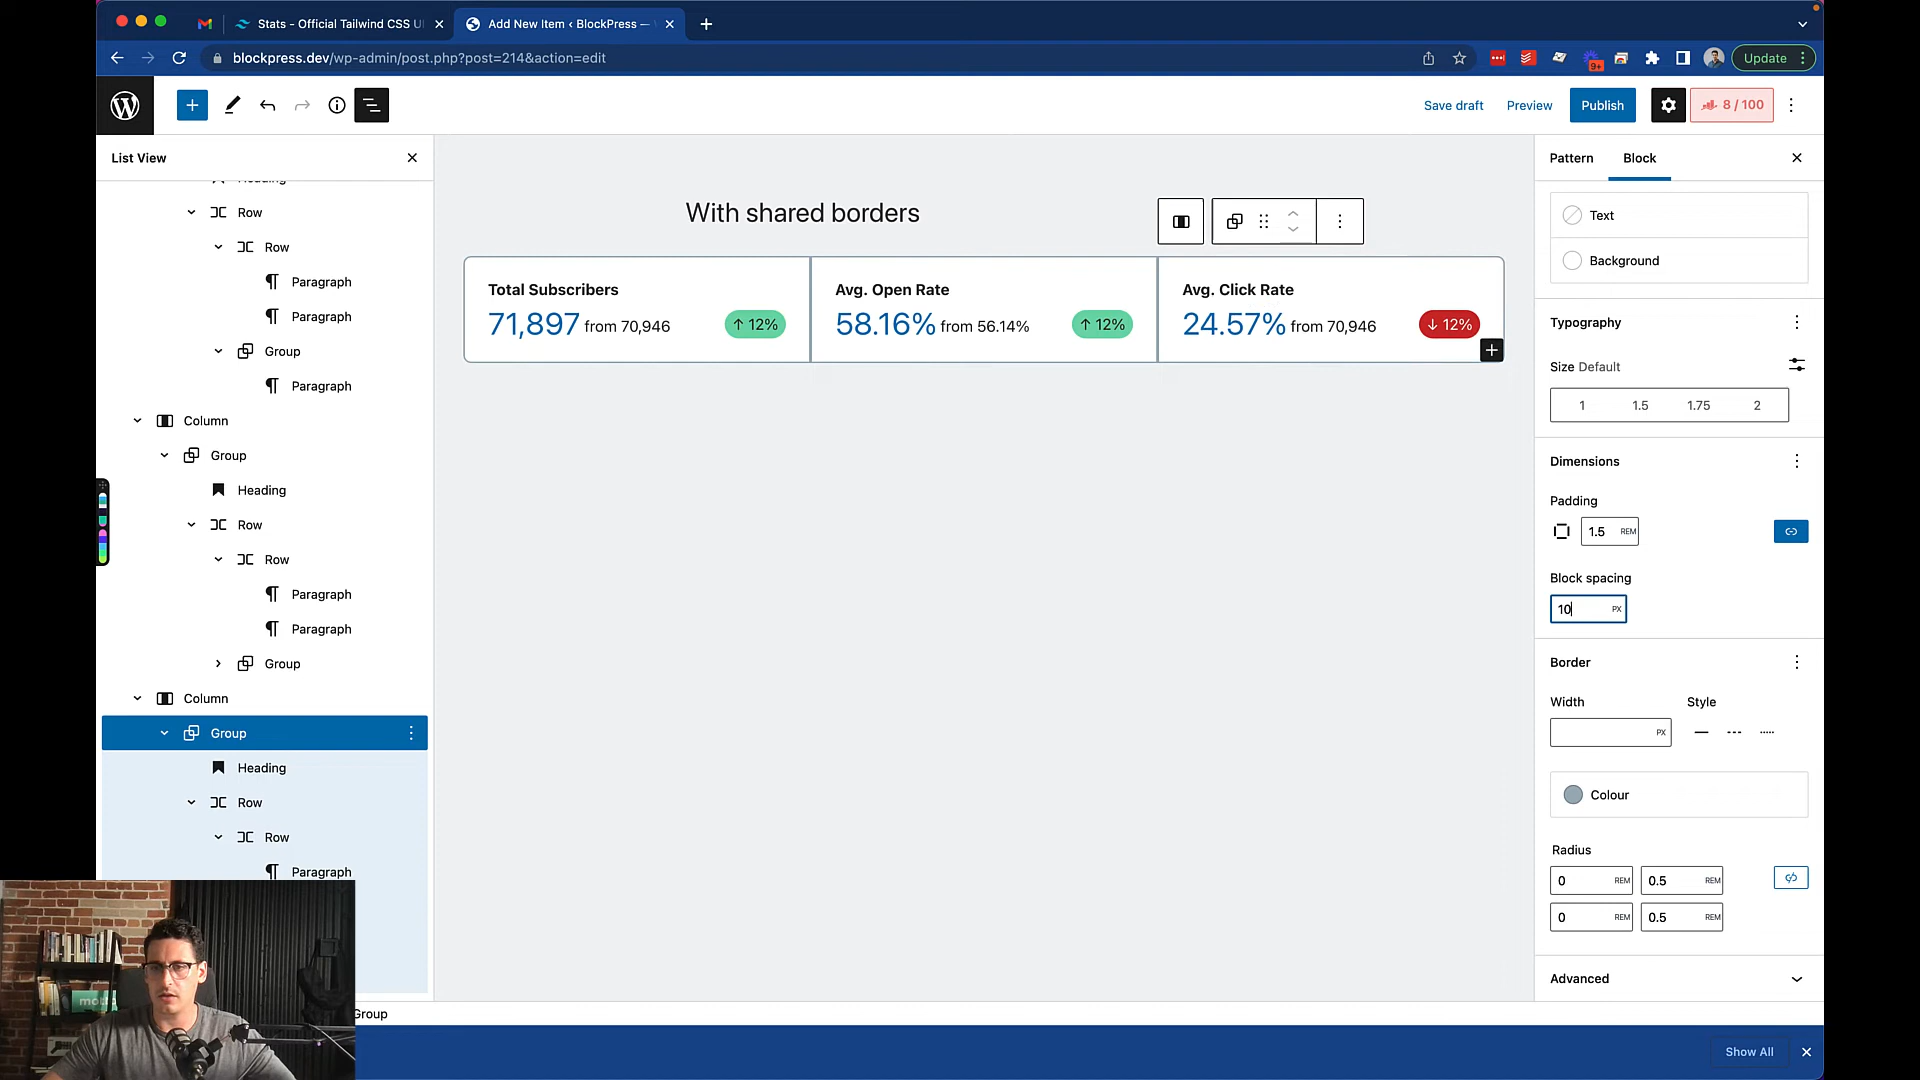 Stats - Official Tailwind CSS UI
Add New Item ‹ BlockPress —
blockpress.dev/wp-admin/post.php?post=214&action=edit
9+
Update
Save draft
Preview
Publish
8 / 100
List View
Pattern
Block
Heading
Row
Row
Paragraph
Paragraph
Group
Paragraph
Column
Group
Heading
Row
Row
Paragraph
Paragraph
Group
Column
Group
Heading
Row
Row
Paragraph
With shared borders
Total Subscribers
71,897 from 70,946
↑ 12%
Avg. Open Rate
58.16% from 56.14%
↑ 12%
Avg. Click Rate
24.57% from 70,946
↓ 12%
Text
Background
Typography
Size Default
1 1.5 1.75 2
Dimensions
Padding
1.5 REM
Block spacing
10 PX
Border
Width Style
PX
Colour
Radius
0 REM 0.5 REM
0 REM 0.5 REM
Advanced
Group
Show All